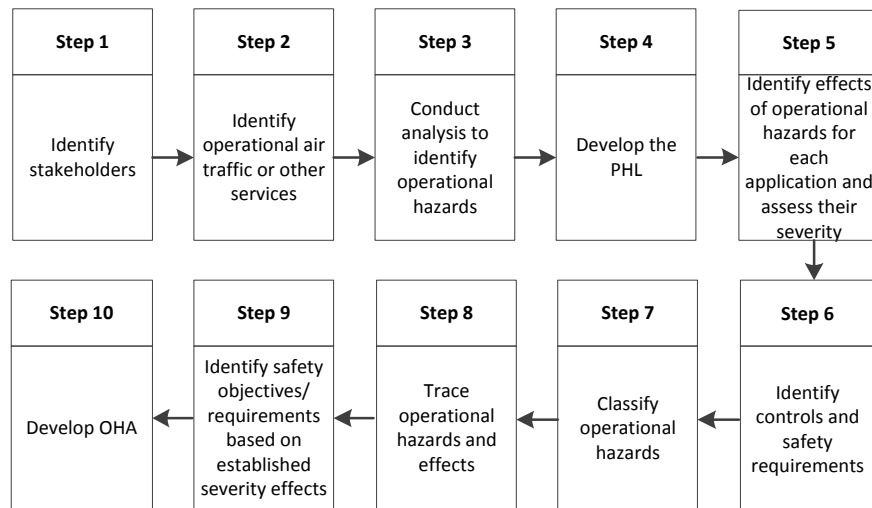 Step 1
Identify
stakeholders
Step 2
Identify
operational air
traffic or other
services
Step 3
Conduct
analysis to
identify
operational
hazards
Step 4
Develop the
PHL
Step 5
Identify effects
of operational
hazards for
each
application and
assess their
severity
Step 6
Identify
controls and
safety
requirements
Step 7
Classify
operational
hazards
Step 8
Trace
operational
hazards and
effects
Step 9
Identify safety
objectives/
requirements
based on
established
severity effects
Step 10
Develop OHA